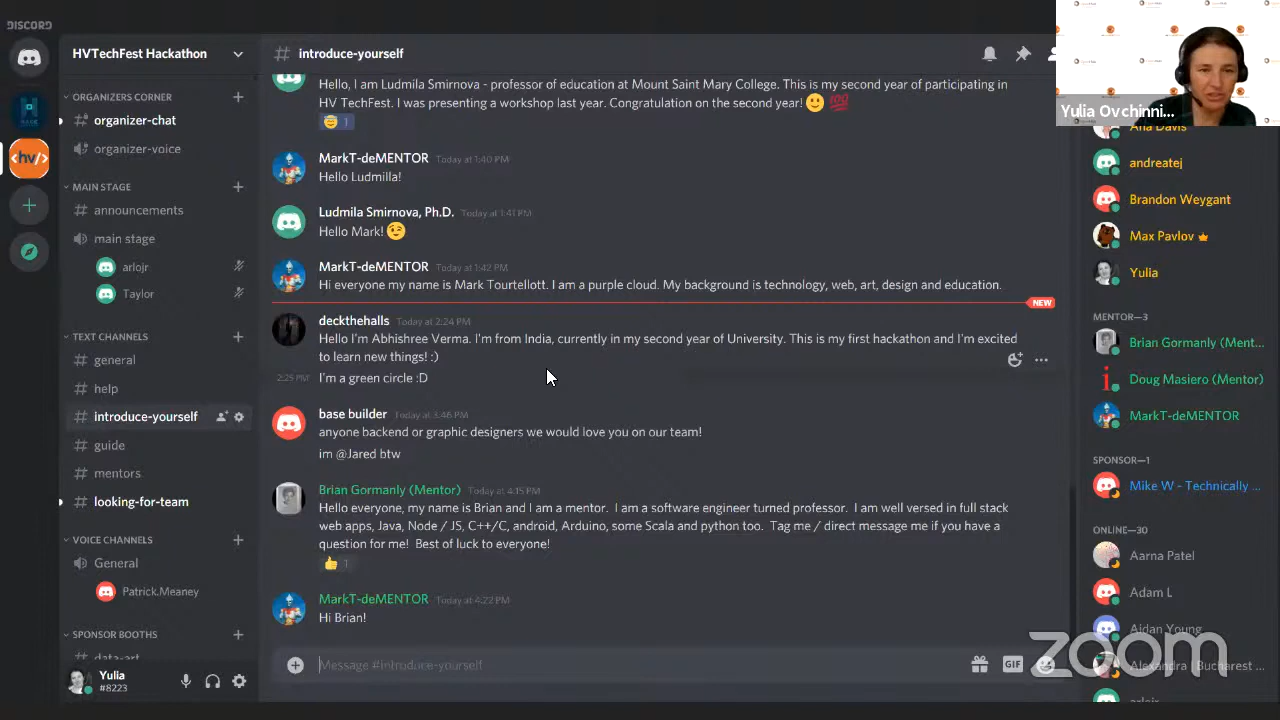 DISCORD
HVTechFest Hackathon
ORGANIZERS CORNER
# organizer-chat
organizer-voice
MAIN STAGE
# announcements
main stage
arlojr
Taylor
TEXT CHANNELS
# general
# help
# introduce-yourself
# guide
# mentors
# looking-for-team
VOICE CHANNELS
General
Patrick.Meaney
SPONSOR BOOTHS
data-art
Yulia
#8223
# introduce-yourself
Hello, I am Ludmila Smirnova - professor of education at Mount Saint Mary College. This is my second year of participating in
HV TechFest. I was presenting a workshop last year. Congratulation on the second year! 🙂 💯
1
MarkT-deMENTOR Today at 1:40 PM
Hello Ludmilla!
Ludmila Smirnova, Ph.D. Today at 1:41 PM
Hello Mark! 😉
MarkT-deMENTOR Today at 1:42 PM
Hi everyone my name is Mark Tourtellott. I am a purple cloud. My background is technology, web, art, design and education.
NEW
deckthehalls Today at 2:24 PM
Hello I'm Abhishree Verma. I'm from India, currently in my second year of University. This is my first hackathon and I'm excited
to learn new things! :)
2:25 PM I'm a green circle :D
base builder Today at 3:46 PM
anyone backend or graphic designers we would love you on our team!
im @Jared btw
Brian Gormanly (Mentor) Today at 4:15 PM
Hello everyone, my name is Brian and I am a mentor. I am a software engineer turned professor. I am well versed in full stack
web apps, Java, Node / JS, C++/C, android, Arduino, some Scala and python too. Tag me / direct message me if you have a
question for me! Best of luck to everyone!
👍 1
MarkT-deMENTOR Today at 4:22 PM
Hi Brian!
Message #introduce-yourself
GIF
Yulia Ovchinni...
Ana Davis
andreatej
Brandon Weygant
Max Pavlov
Yulia
MENTOR—3
Brian Gormanly (Ment...
Doug Masiero (Mentor)
MarkT-deMENTOR
SPONSOR—1
Mike W - Technically ...
ONLINE—30
Aarna Patel
Adam L
Aidan Young
Alexandra | Bucharest ...
arlojr
zoom